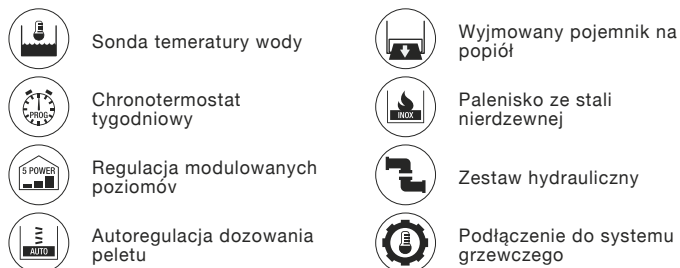 Sonda temeratury wody
PROG.
Chronotermostat
tygodniowy
5 POWER
Regulacja modulowanych
poziomóv
AUTO
Autoregulacja dozowania
peletu
Wyjmowany pojemnik na
popiół
INOX
Palenisko ze stali
nierdzewnej
Zestaw hydrauliczny
Podłączenie do systemu
grzewczego